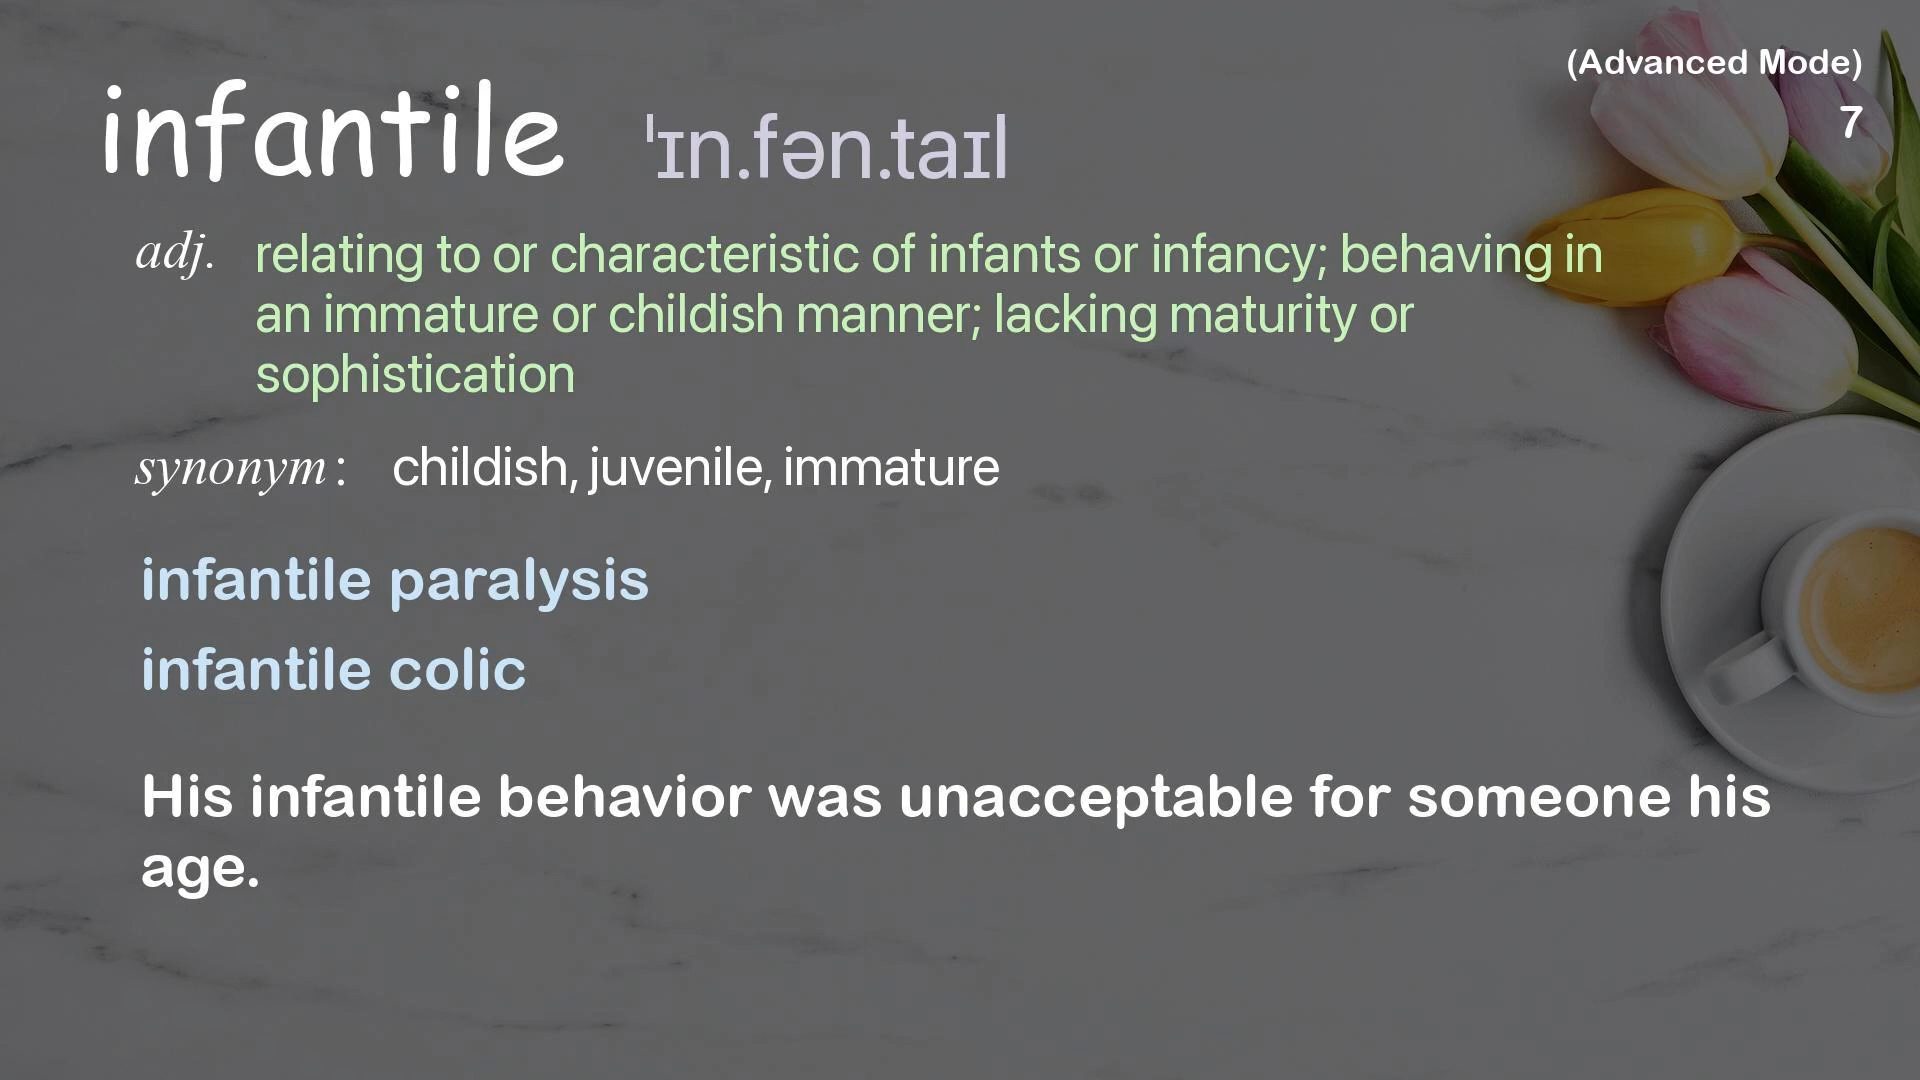 (Advanced Mode)
7
infantile ˈɪn.fən.taɪl
adj. relating to or characteristic of infants or infancy; behaving in
an immature or childish manner; lacking maturity or
sophistication
synonym : childish, juvenile, immature
infantile paralysis
infantile colic
His infantile behavior was unacceptable for someone his
age.